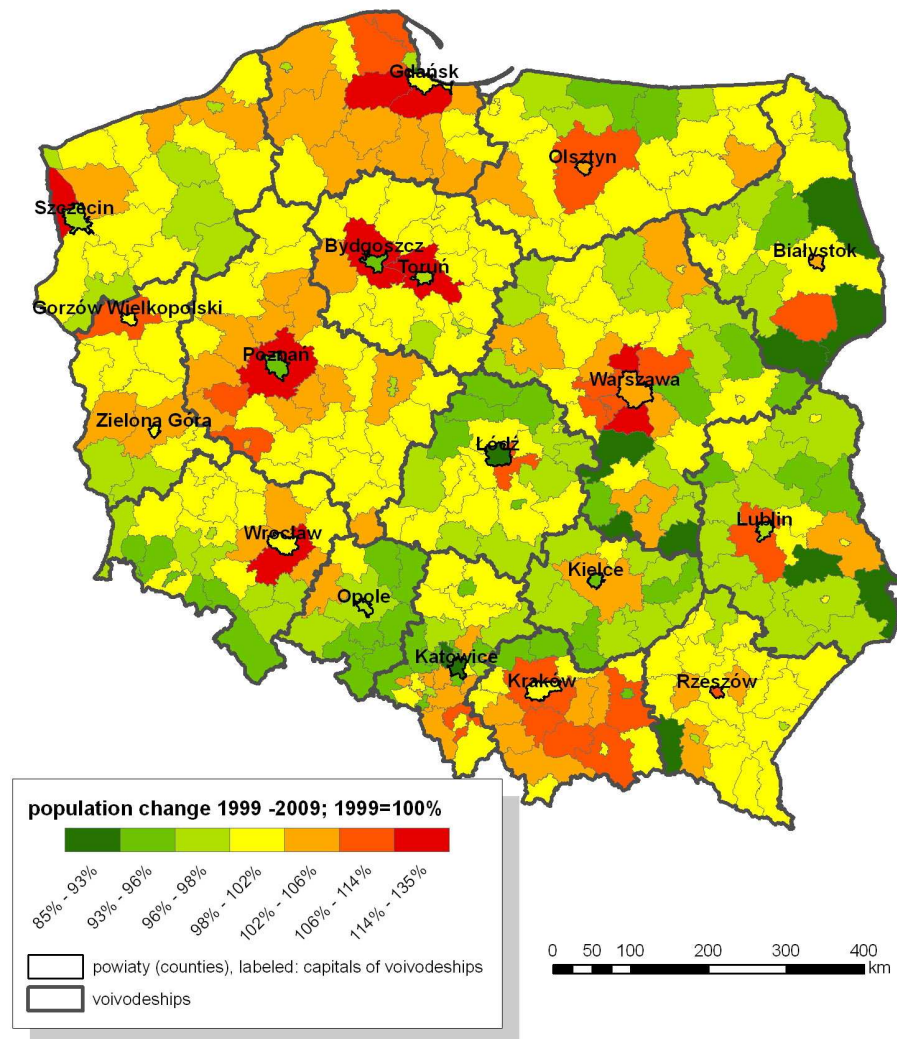 Gdańsk
Olsztyn
Szczecin
Bydgoszcz
Toruń
Białystok
Gorzów Wielkopolski
Poznań
Warszawa
Zielona Góra
Łódź
Wrocław
Lublin
Kielce
Opole
Katowice
Kraków
Rzeszów
population change 1999 -2009; 1999=100%
85% - 93%
93% - 96%
96% - 98%
98% - 102%
102% - 106%
106% - 114%
114% - 135%
powiaty (counties), labeled: capitals of voivodeships
voivodeships
0 50 100 200 300 400
km